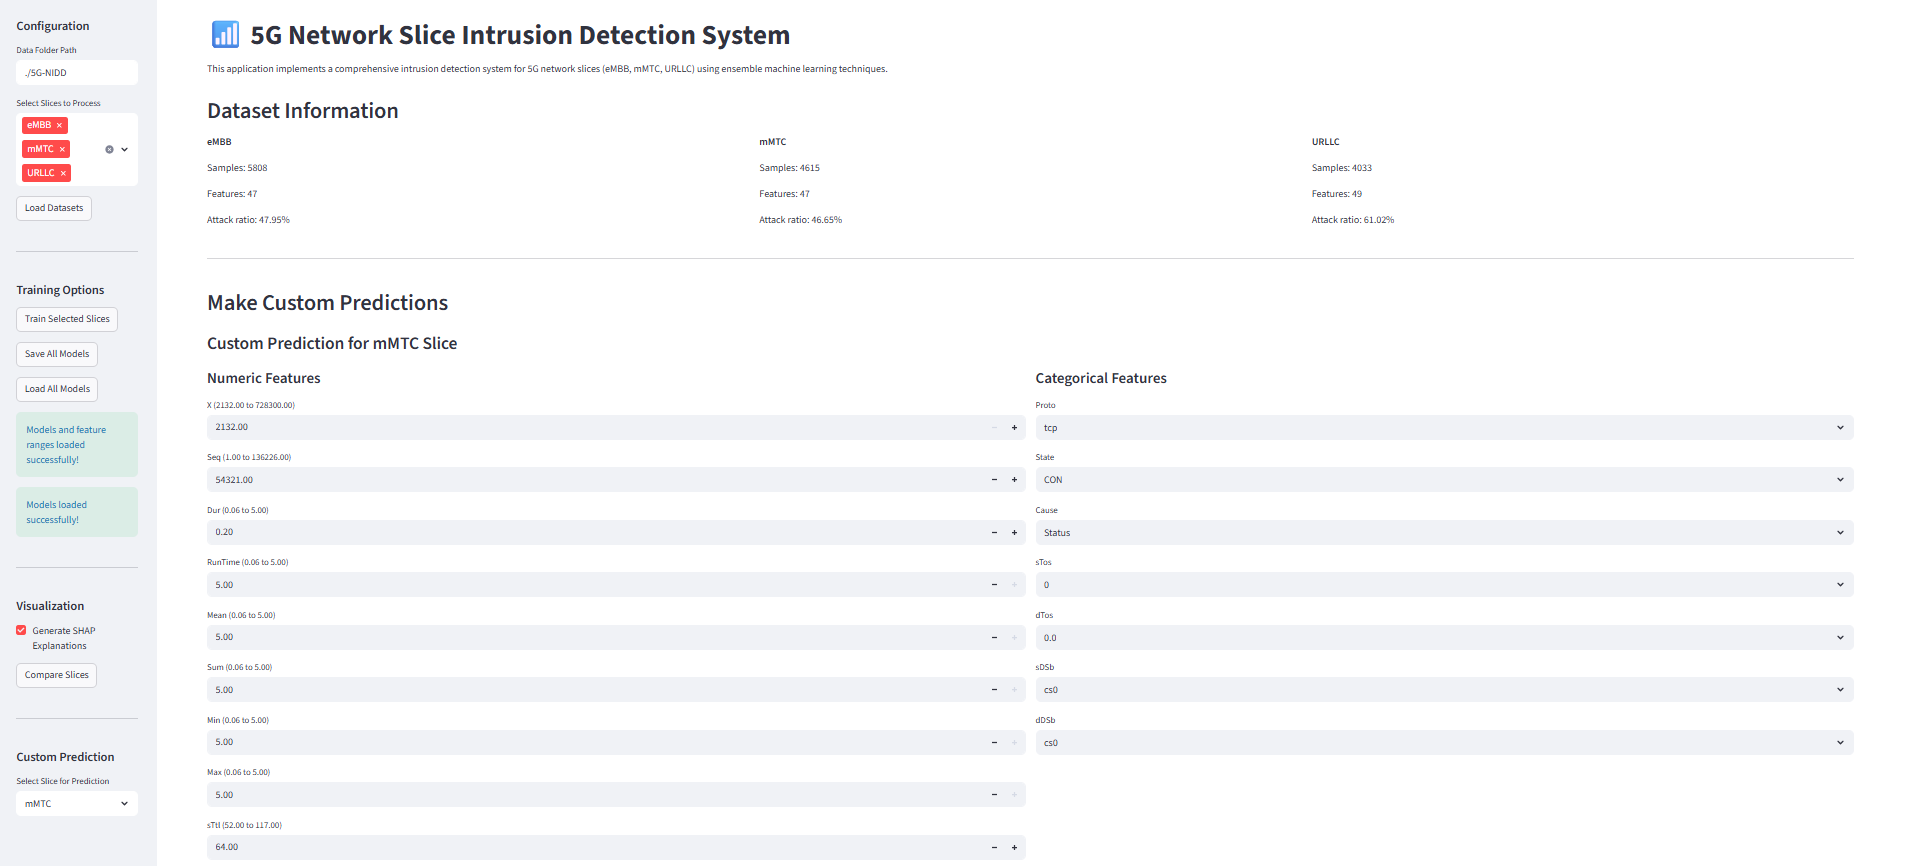 Configuration
Data Folder Path
./5G-NIDD
Select Slices to Process
eMBB ×
mMTC ×
URLLC ×
Load Datasets
Training Options
Train Selected Slices
Save All Models
Load All Models
Models and feature
ranges loaded
successfully!
Models loaded
successfully!
Visualization
Generate SHAP
Explanations
Compare Slices
Custom Prediction
Select Slice for Prediction
mMTC
5G Network Slice Intrusion Detection System
This application implements a comprehensive intrusion detection system for 5G network slices (eMBB, mMTC, URLLC) using ensemble machine learning techniques.
Dataset Information
eMBB
Samples: 5808
Features: 47
Attack ratio: 47.95%
mMTC
Samples: 4615
Features: 47
Attack ratio: 46.65%
URLLC
Samples: 4033
Features: 49
Attack ratio: 61.02%
Make Custom Predictions
Custom Prediction for mMTC Slice
Numeric Features
X (2132.00 to 728300.00)
2132.00
Seq (1.00 to 136226.00)
54321.00
Dur (0.06 to 5.00)
0.20
RunTime (0.06 to 5.00)
5.00
Mean (0.06 to 5.00)
5.00
Sum (0.06 to 5.00)
5.00
Min (0.06 to 5.00)
5.00
Max (0.06 to 5.00)
5.00
sTtl (52.00 to 117.00)
64.00
Categorical Features
Proto
tcp
State
CON
Cause
Status
sTos
0
dTos
0.0
sDSb
cs0
dDSb
cs0